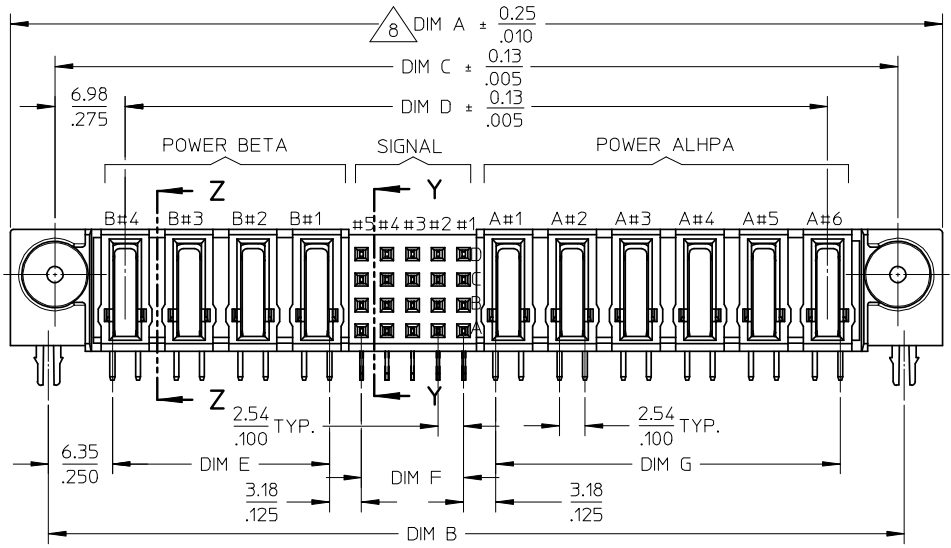 8 DIM A ± 0.25
.010
DIM C ± 0.13
.005
6.98
.275
DIM D ± 0.13
.005
POWER BETA SIGNAL POWER ALHPA
Z Y
B#4 B#3 B#2 B#1 #5 #4 #3 #2 #1 A#1 A#2 A#3 A#4 A#5 A#6
D
C
B
A
Z Y
2.54
.100 TYP.
2.54
.100 TYP.
6.35
.250
DIM E DIM F DIM G
3.18
.125
3.18
.125
DIM B